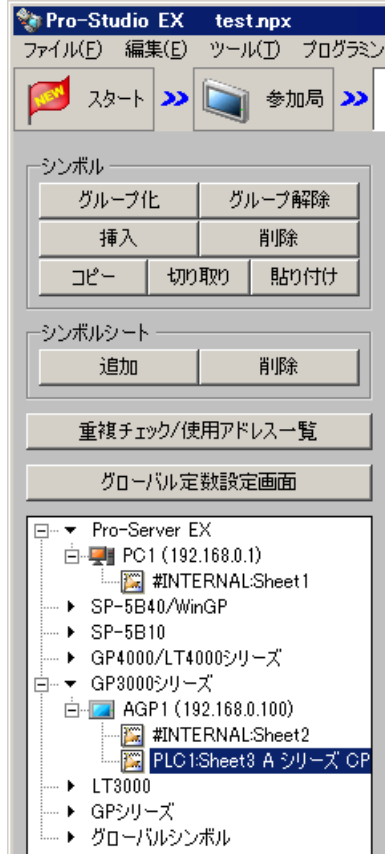 Pro-Studio EX test.npx
ファイル(F) 編集(E) ツール(T) プログラミン
NEW スタート >> 参加局 >>
シンボル
グループ化 グループ解除
挿入 削除
コピー 切り取り 貼り付け
シンボルシート
追加 削除
重複チェック/使用アドレス一覧
グローバル定数設定画面
Pro-Server EX
PC1 (192.168.0.1)
#INTERNAL:Sheet1
SP-5B40/WinGP
SP-5B10
GP4000/LT4000シリーズ
GP3000シリーズ
AGP1 (192.168.0.100)
#INTERNAL:Sheet2
PLC1:Sheet3 A シリーズ CP
LT3000
GPシリーズ
グローバルシンボル